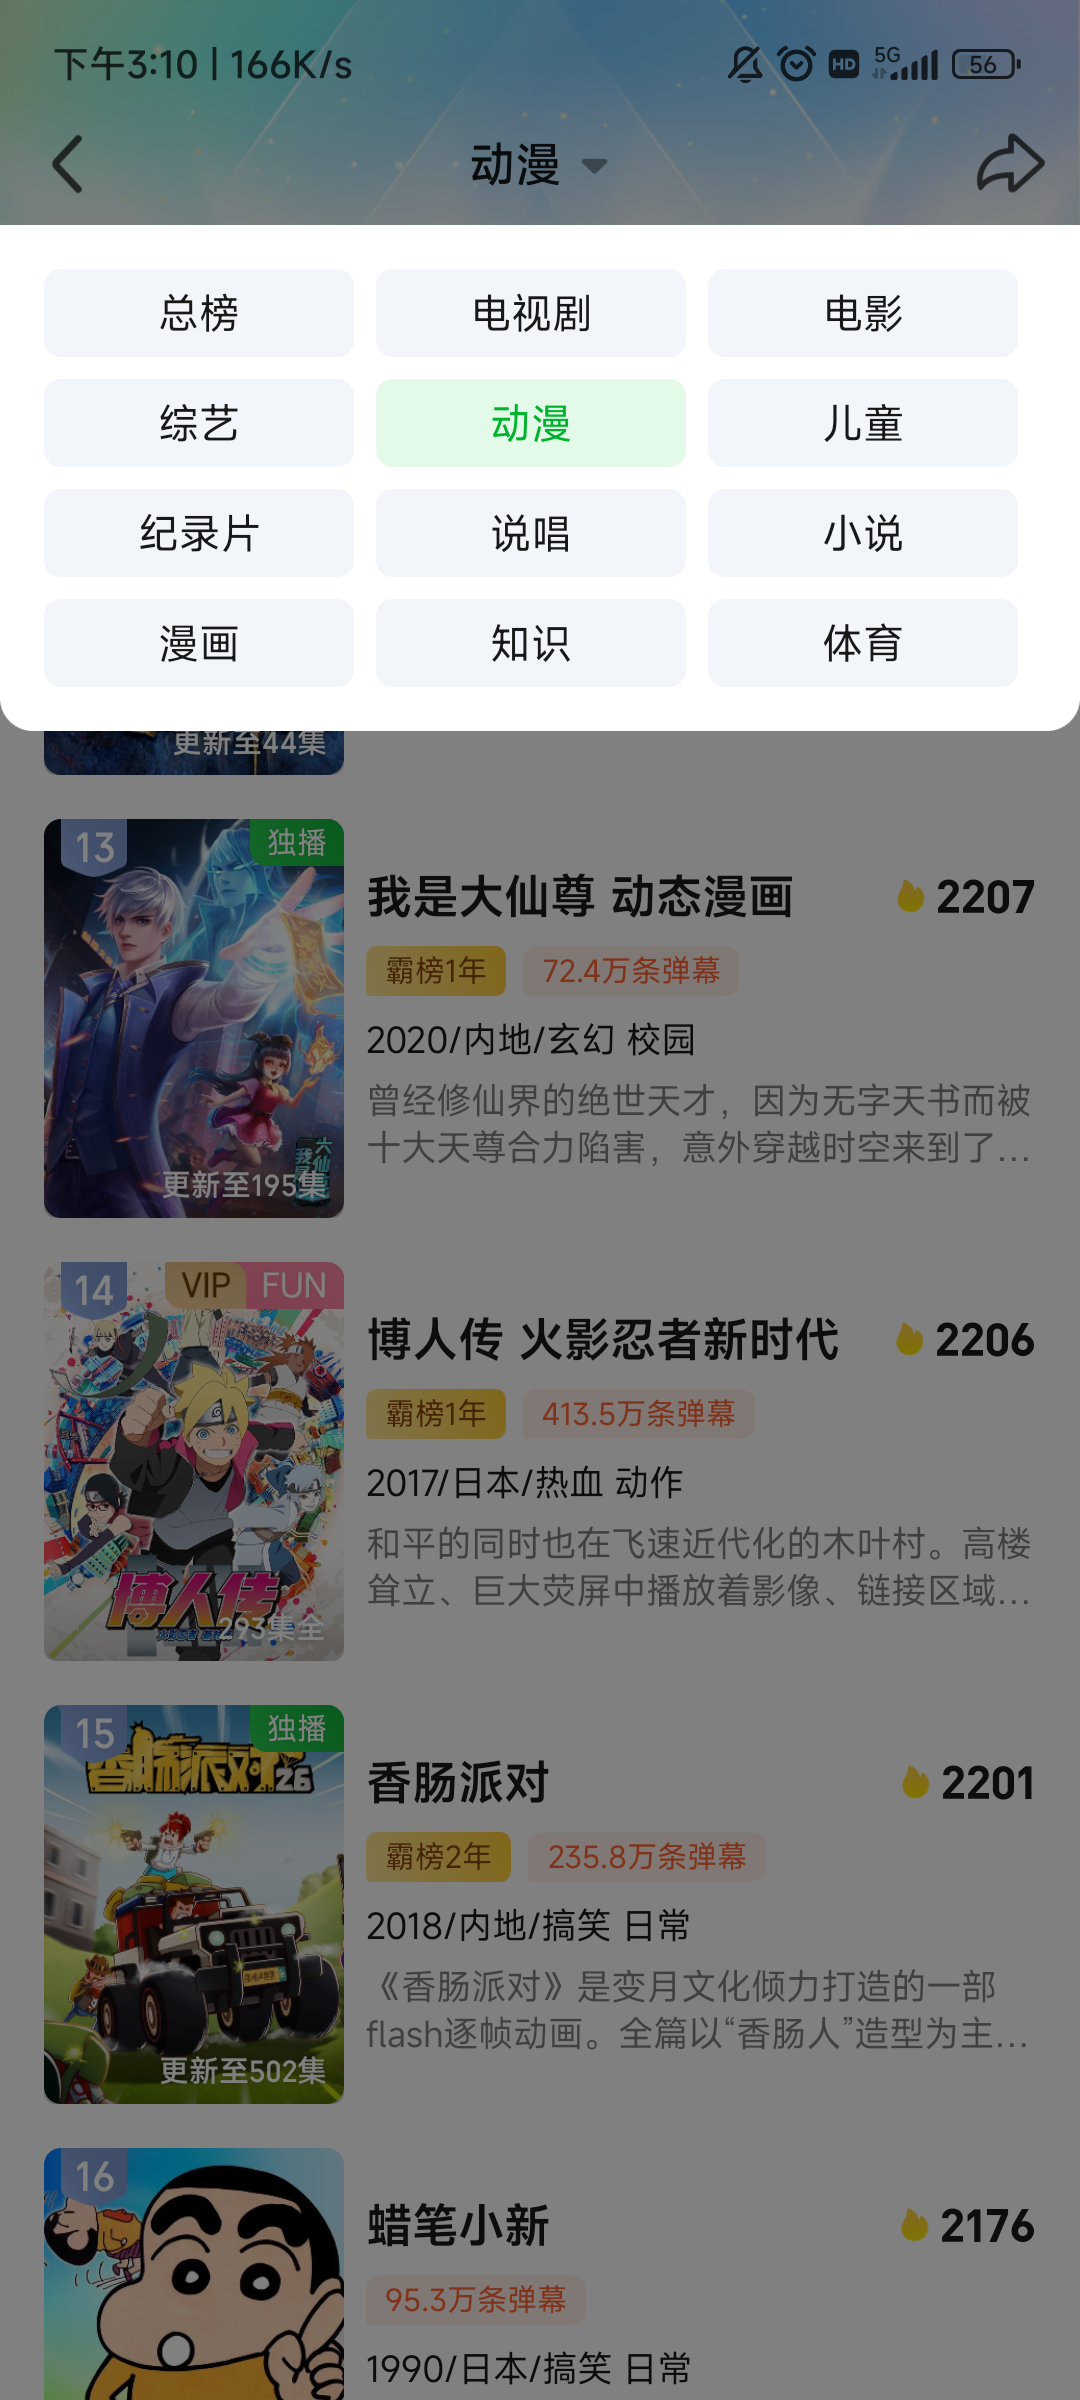 下午3:10 | 166K/s
HD
5G
56
动漫
总榜
电视剧
电影
综艺
动漫
儿童
纪录片
说唱
小说
漫画
知识
体育
更新至44集
13
独播
更新至195集
我是大仙尊 动态漫画
2207
霸榜1年
72.4万条弹幕
2020/内地/玄幻 校园
曾经修仙界的绝世天才，因为无字天书而被
十大天尊合力陷害，意外穿越时空来到了...
14
VIP
FUN
博人传
293集全
博人传 火影忍者新时代
2206
霸榜1年
413.5万条弹幕
2017/日本/热血 动作
和平的同时也在飞速近代化的木叶村。高楼
耸立、巨大荧屏中播放着影像、链接区域...
15
独播
香肠派对26
更新至502集
香肠派对
2201
霸榜2年
235.8万条弹幕
2018/内地/搞笑 日常
《香肠派对》是变月文化倾力打造的一部
flash逐帧动画。全篇以“香肠人”造型为主...
16
蜡笔小新
2176
95.3万条弹幕
1990/日本/搞笑 日常